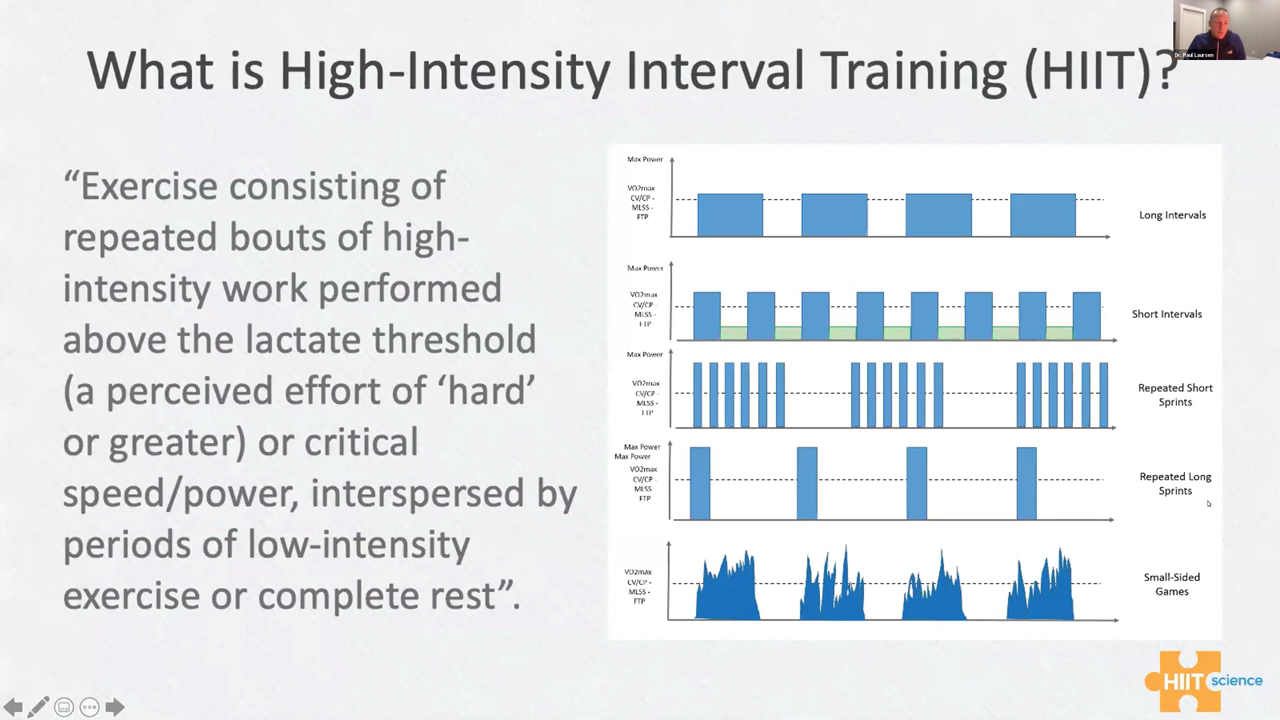 What is High-Intensity Interval Training (HIIT)?
Dr. Paul Laursen
“Exercise consisting of
repeated bouts of high-
intensity work performed
above the lactate threshold
(a perceived effort of ‘hard’
or greater) or critical
speed/power, interspersed by
periods of low-intensity
exercise or complete rest”.
Max Power
VO2max
CV/CP -
MLSS -
FTP
Long Intervals
Max Power
VO2max
CV/CP -
MLSS -
FTP
Short Intervals
Max Power
VO2max
CV/CP -
MLSS -
FTP
Repeated Short
Sprints
Max Power
Max Power
VO2max
CV/CP -
MLSS
FTP
Repeated Long
Sprints
VO2max
CV/CP -
MLSS -
FTP
Small-Sided
Games
HIIT science